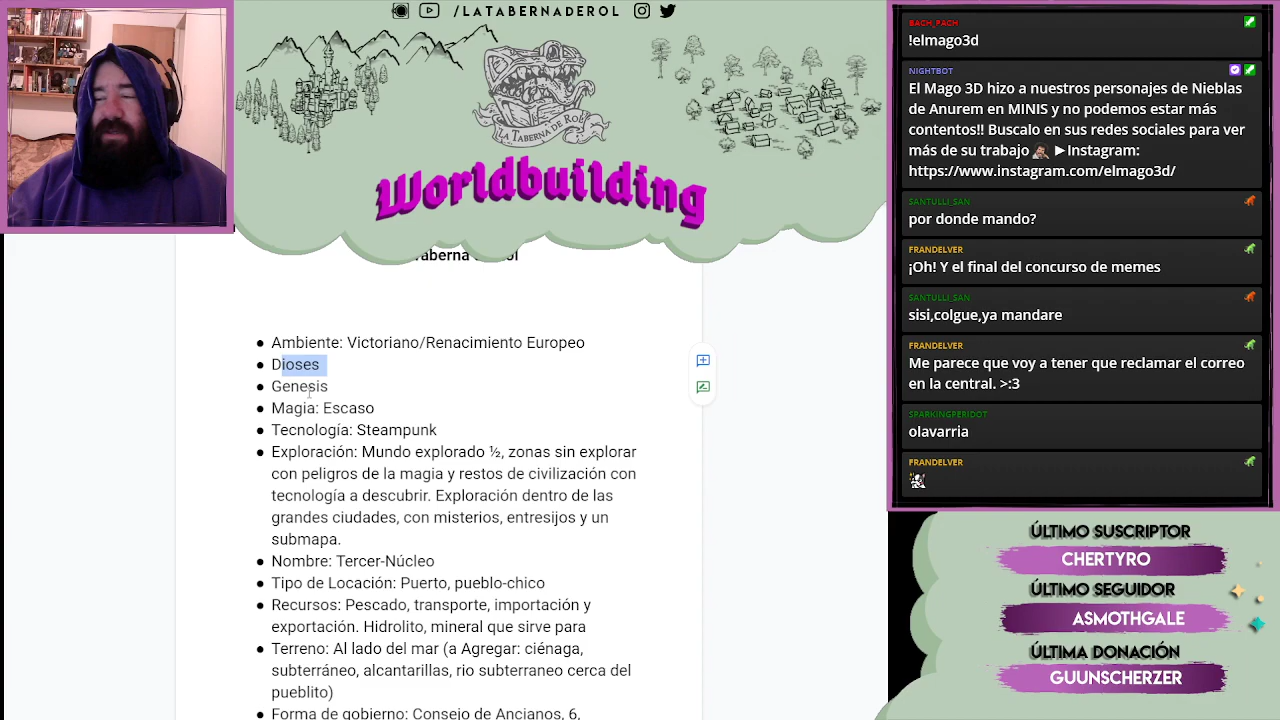 /LATABERNADEROL
LA TABERNA DE ROL
Worldbuilding
Taberna
Ambiente: Victoriano/Renacimiento Europeo
Dioses
Genesis
Magia: Escaso
Tecnología: Steampunk
Exploración: Mundo explorado ½, zonas sin explorar
con peligros de la magia y restos de civilización con
tecnología a descubrir. Exploración dentro de las
grandes ciudades, con misterios, entresijos y un
submapa.
Nombre: Tercer-Núcleo
Tipo de Locación: Puerto, pueblo-chico
Recursos: Pescado, transporte, importación y
exportación. Hidrolito, mineral que sirve para
Terreno: Al lado del mar (a Agregar: ciénaga,
subterráneo, alcantarillas, rio subterraneo cerca del
pueblito)
Forma de gobierno: Consejo de Ancianos, 6,
BACH_PACH
!elmago3d
NIGHTBOT
El Mago 3D hizo a nuestros personajes de Nieblas
de Anurem en MINIS y no podemos estar más
contentos!! Buscalo en sus redes sociales para ver
más de su trabajo ►Instagram:
https://www.instagram.com/elmago3d/
SANTULLI_SAN
por donde mando?
FRANDELVER
¡Oh! Y el final del concurso de memes
SANTULLI_SAN
sisi,colgue,ya mandare
FRANDELVER
Me parece que voy a tener que reclamar el correo
en la central. >:3
SPARKINGPERIDOT
olavarria
FRANDELVER
ÚLTIMO SUSCRIPTOR
CHERTYRO
ÚLTIMO SEGUIDOR
ASMOTHGALE
ÚLTIMA DONACIÓN
GUUNSCHERZER